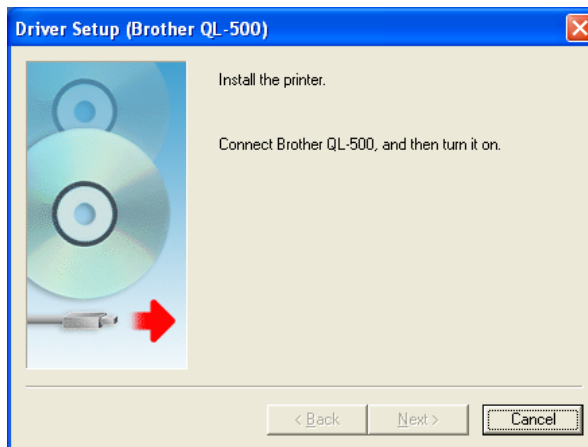 Driver Setup (Brother QL-500)
Install the printer.
Connect Brother QL-500, and then turn it on.
< Back
Next >
Cancel